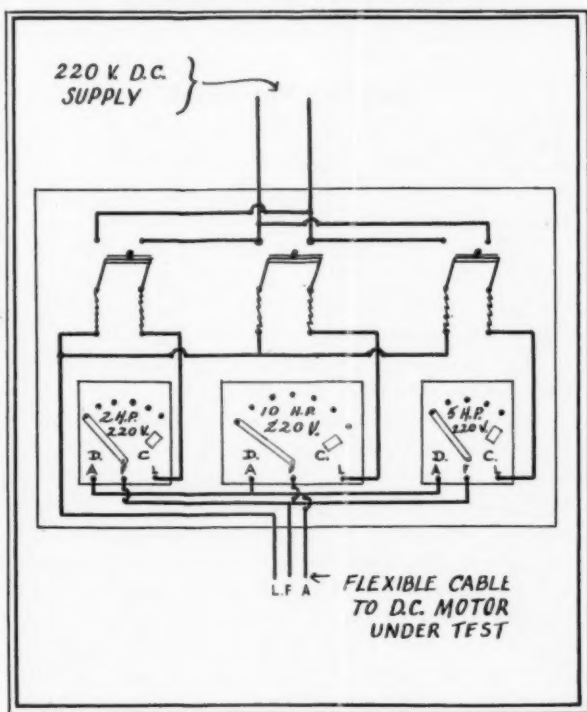 220 V. D.C.
SUPPLY
2 H.P.
220 V.
D. C.
A F L
10 H.P.
220 V.
D. C.
A F L
5 H.P.
220 V.
D. C.
A F L
L. F A
FLEXIBLE CABLE
TO D.C. MOTOR
UNDER TEST